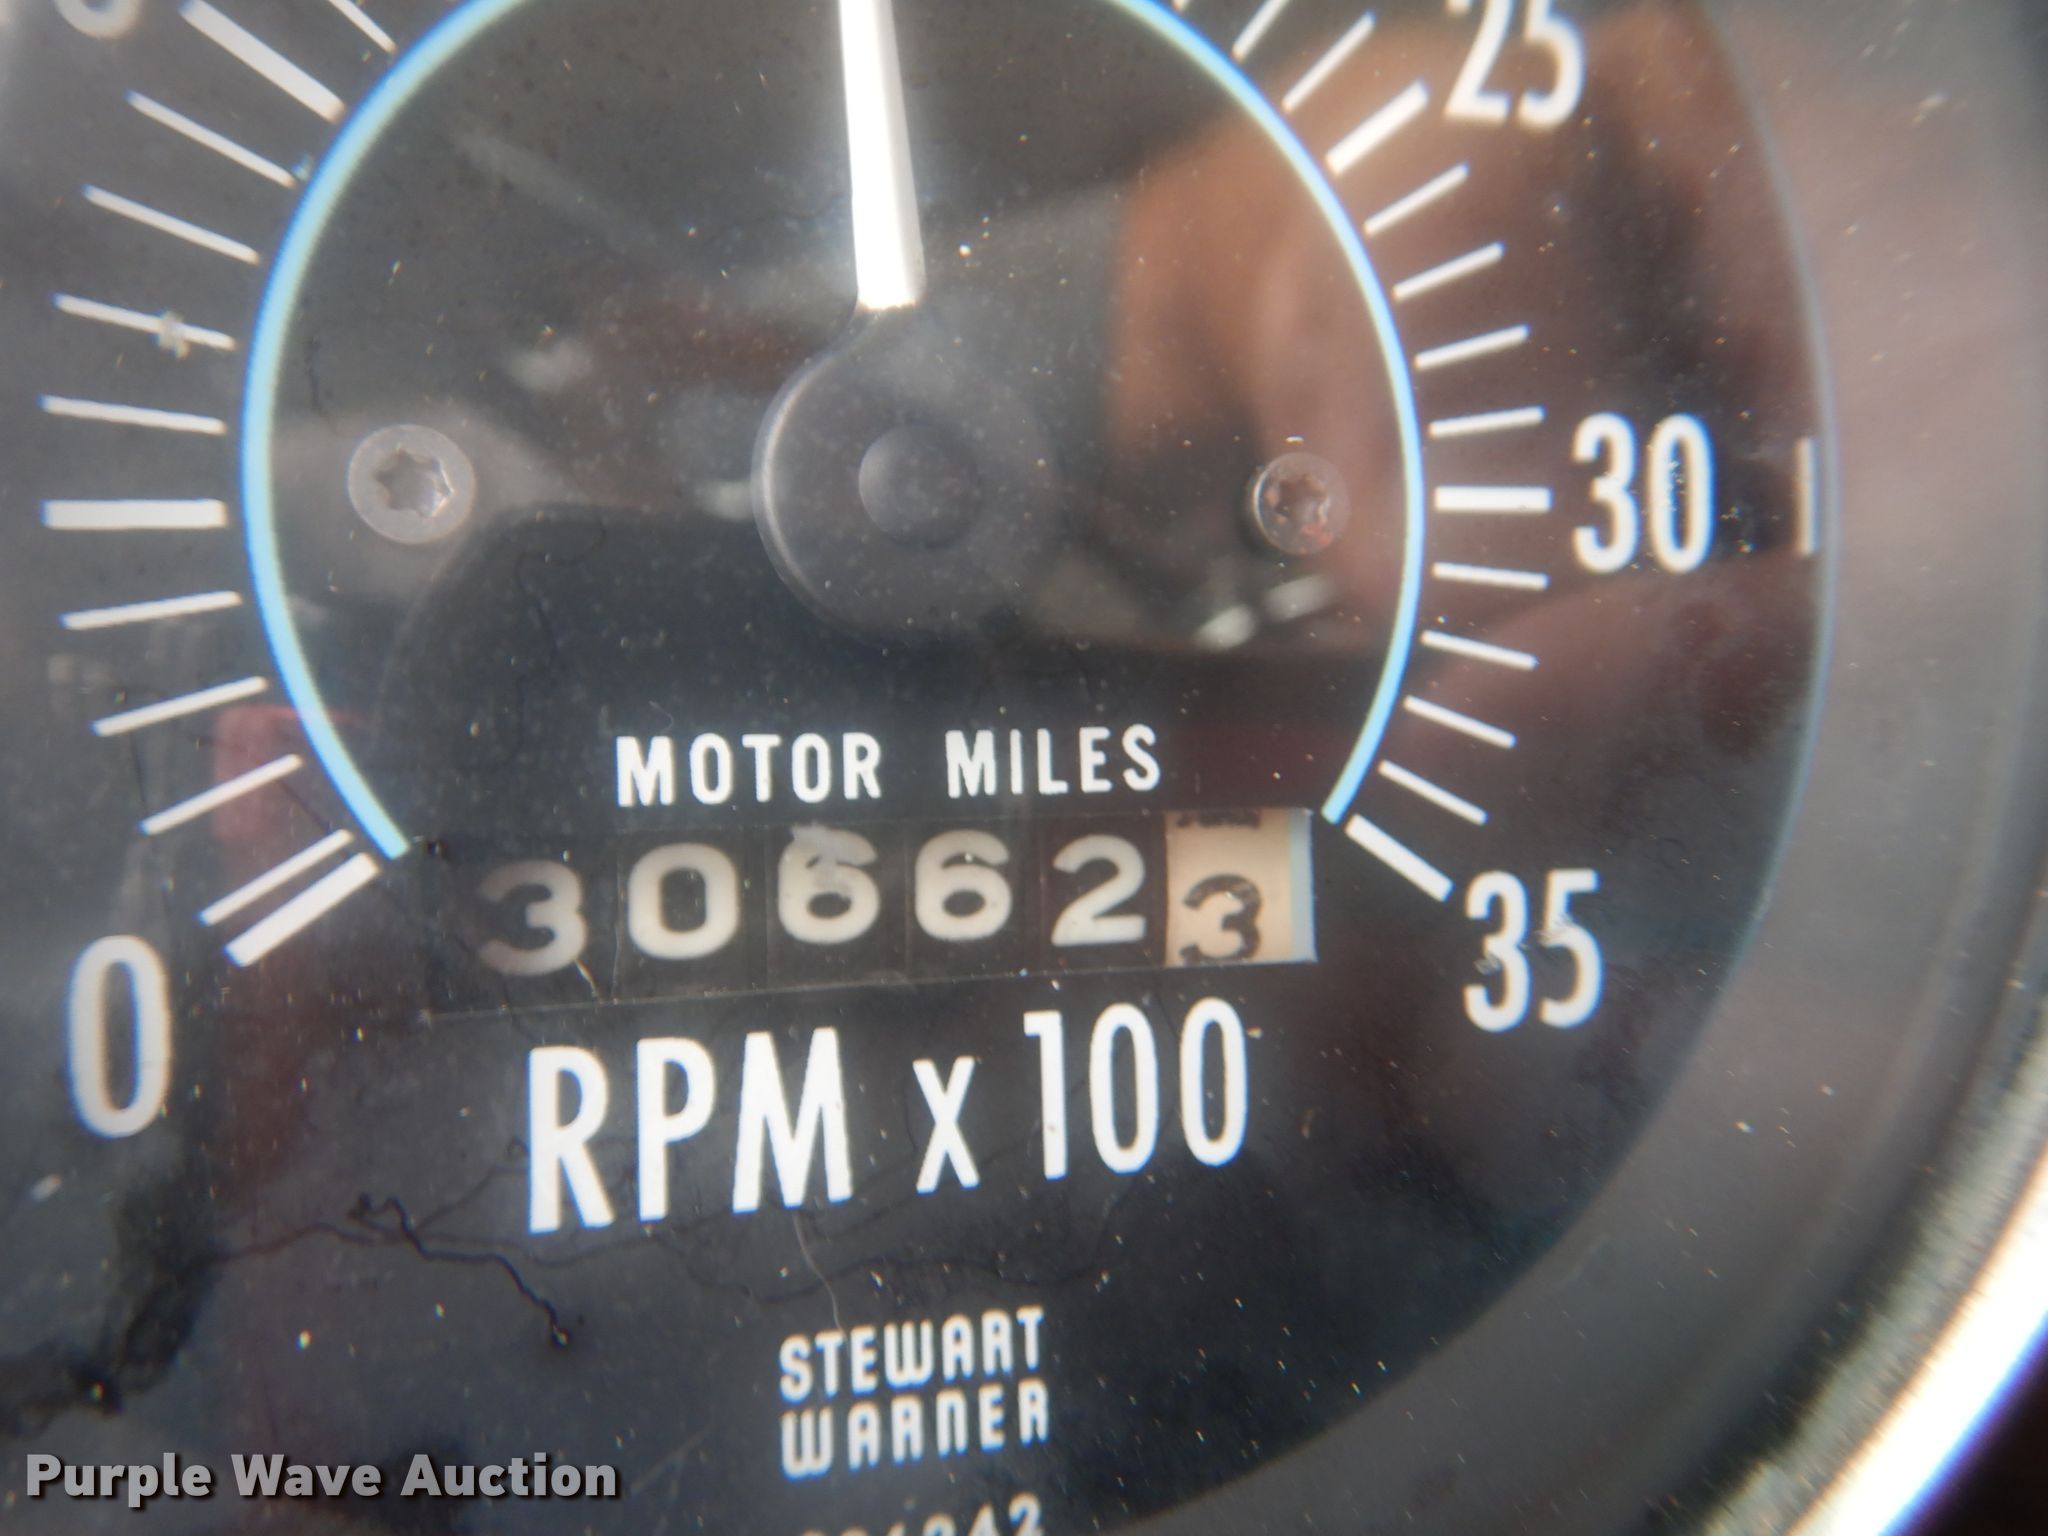 25
30
MOTOR MILES
306623
0
35
RPM x 100
STEWART
WARNER
Purple Wave Auction